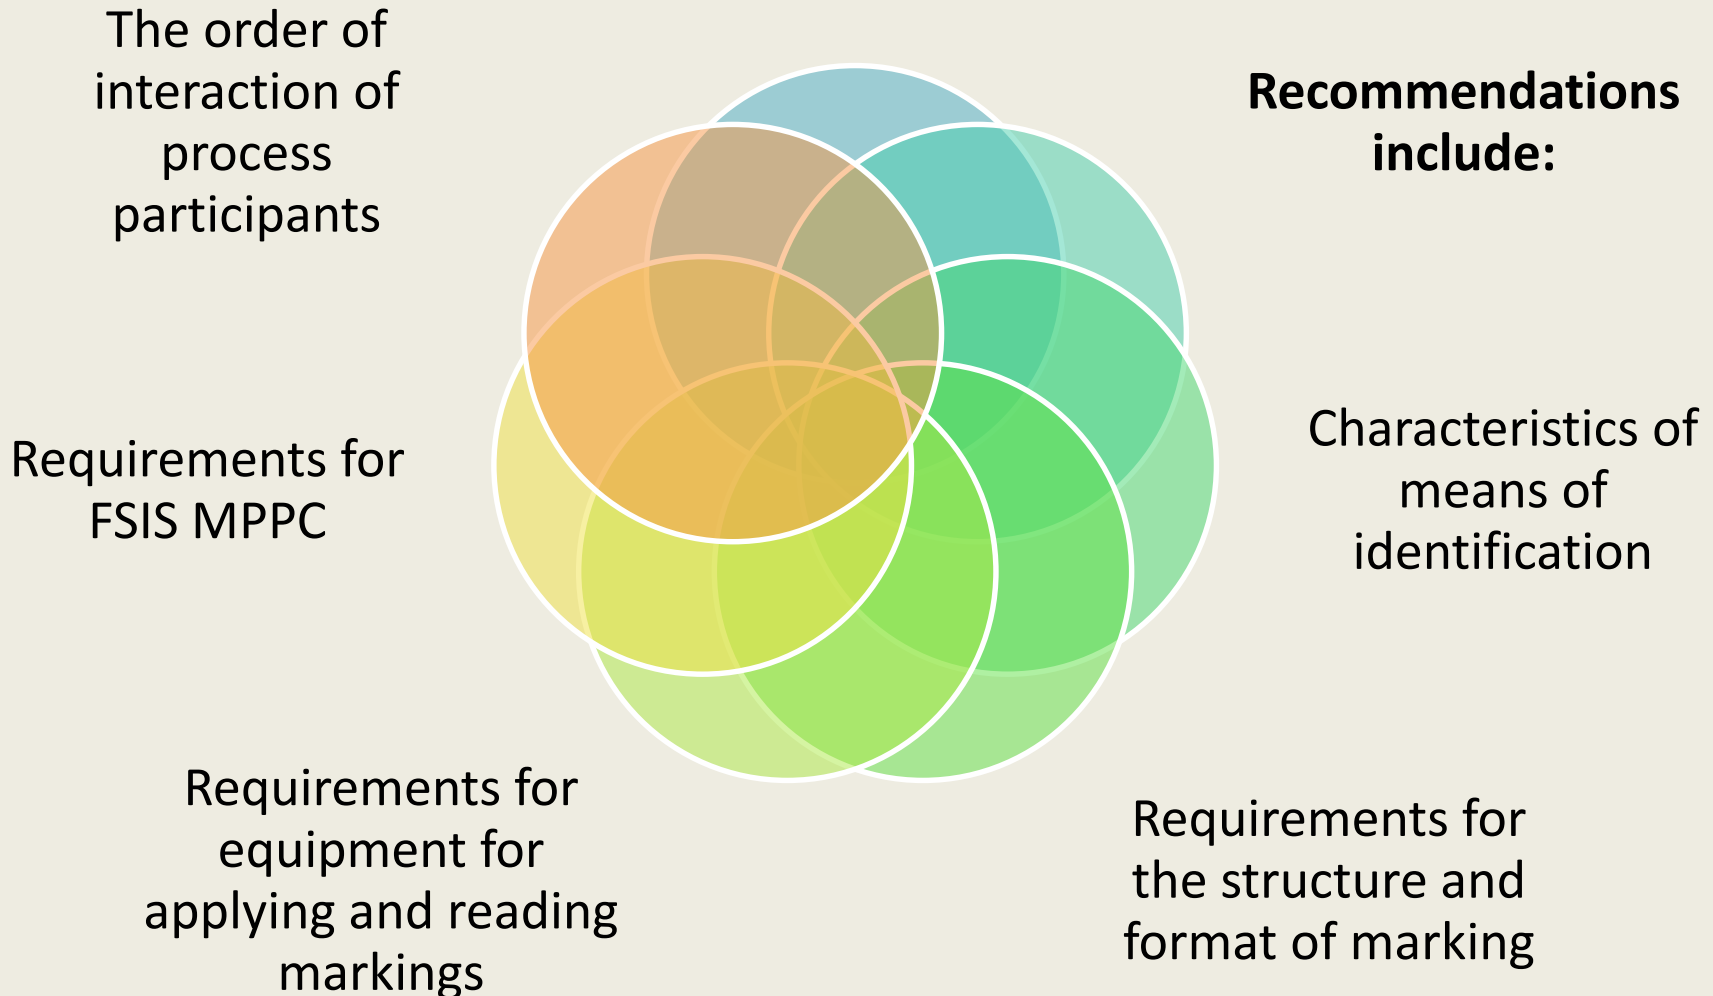 Recommendations
include:
Characteristics of
means of
identification
Requirements for
the structure and
format of marking
Requirements for
equipment for
applying and reading
markings
Requirements for
FSIS MPPC
The order of
interaction of
process
participants